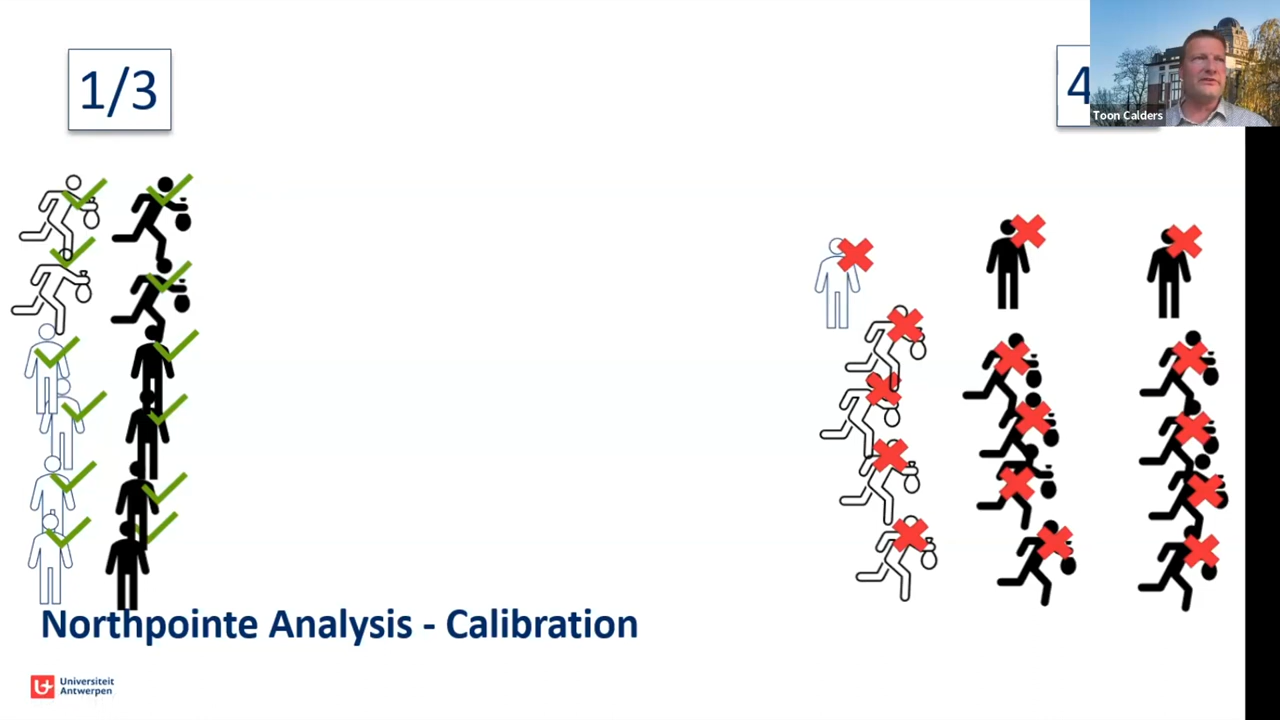 1/3
4
Toon Calders
Northpointe Analysis - Calibration
Universiteit
Antwerpen